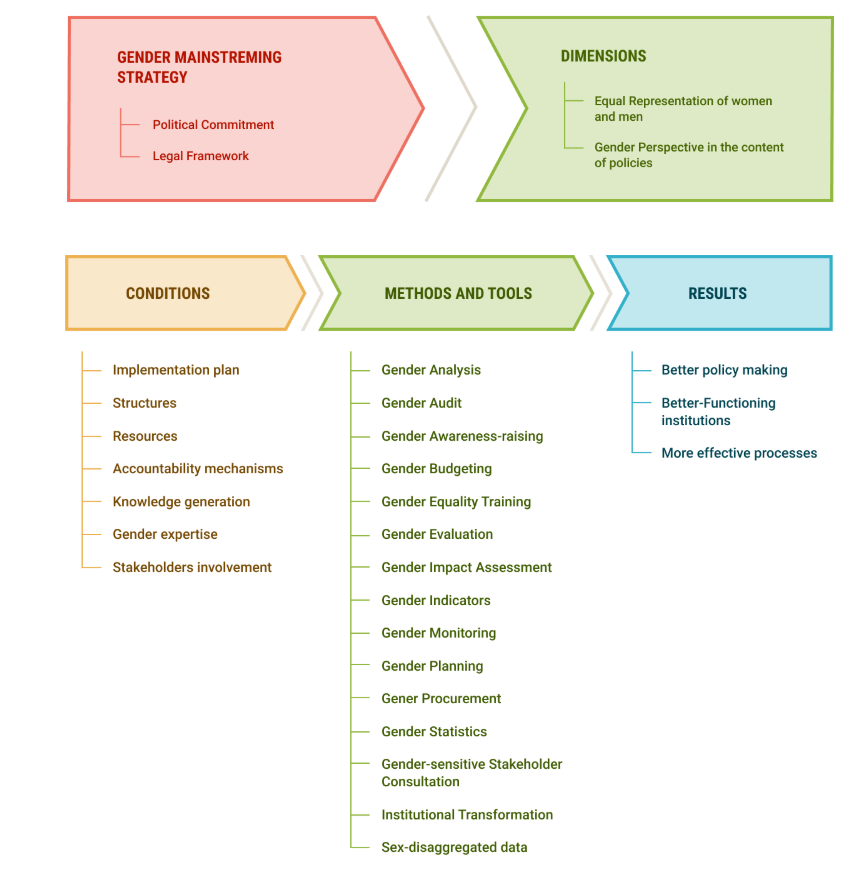 GENDER MAINSTREMING
STRATEGY
Political Commitment
Legal Framework
DIMENSIONS
Equal Representation of women
and men
Gender Perspective in the content
of policies
CONDITIONS
Implementation plan
Structures
Resources
Accountability mechanisms
Knowledge generation
Gender expertise
Stakeholders involvement
METHODS AND TOOLS
Gender Analysis
Gender Audit
Gender Awareness-raising
Gender Budgeting
Gender Equality Training
Gender Evaluation
Gender Impact Assessment
Gender Indicators
Gender Monitoring
Gender Planning
Gener Procurement
Gender Statistics
Gender-sensitive Stakeholder
Consultation
Institutional Transformation
Sex-disaggregated data
RESULTS
Better policy making
Better-Functioning
institutions
More effective processes